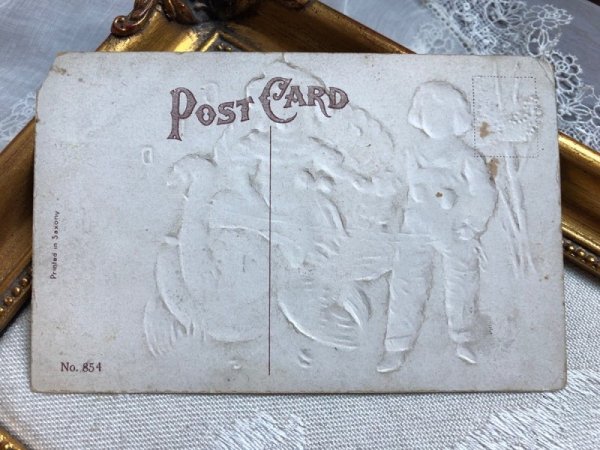 POST CARD
Printed in Saxony
No. 854